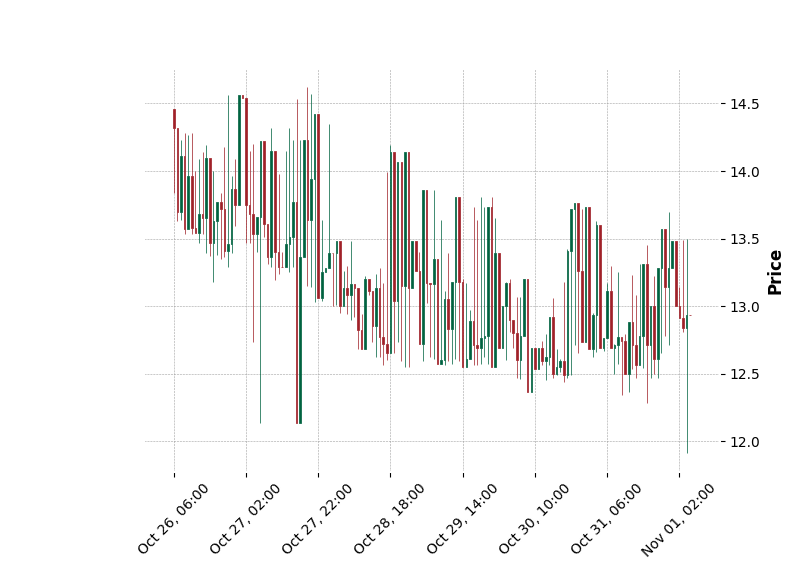 14.5
14.0
13.5
13.0
12.5
12.0
Price
Oct 26, 06:00
Oct 27, 02:00
Oct 27, 22:00
Oct 28, 18:00
Oct 29, 14:00
Oct 30, 10:00
Oct 31, 06:00
Nov 01, 02:00